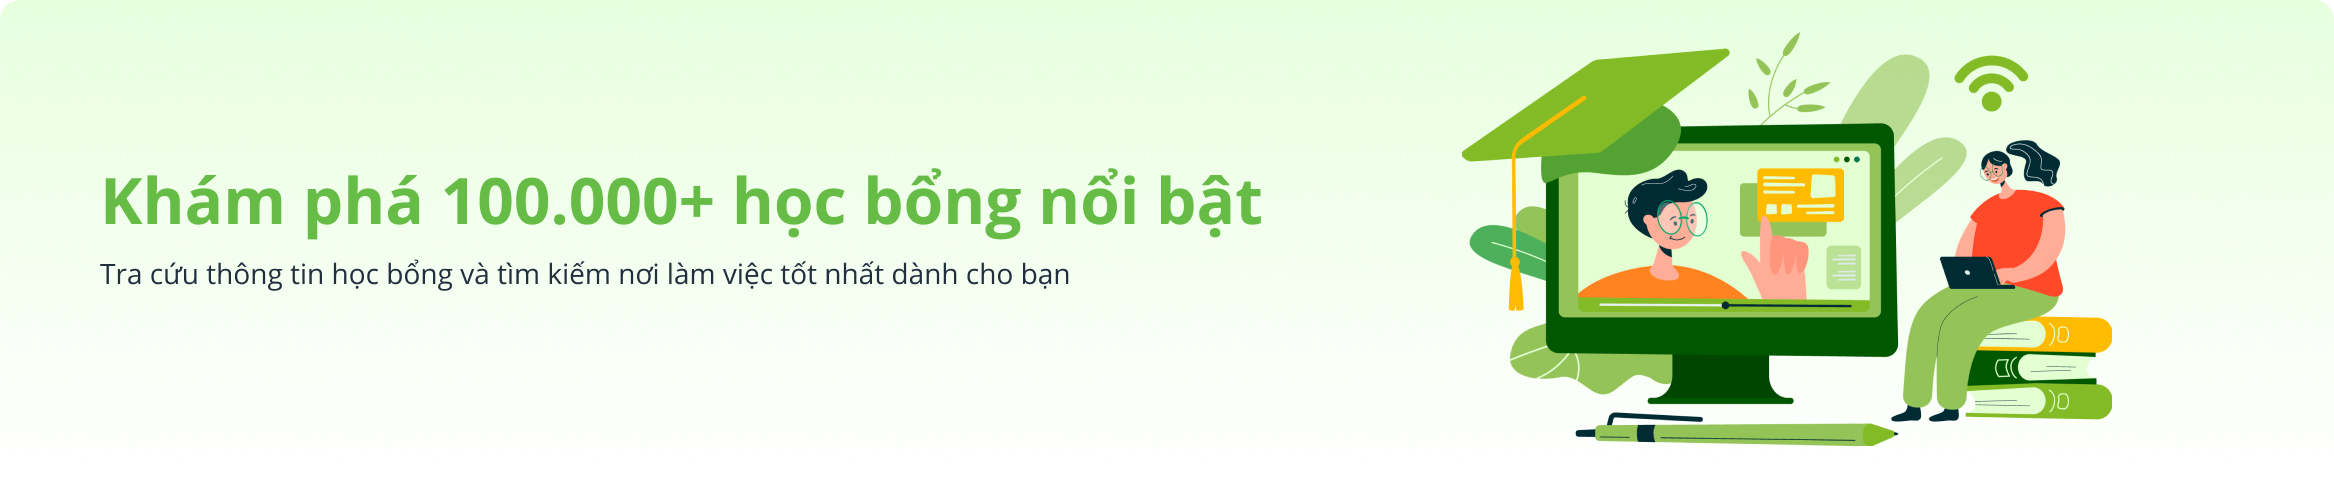 Khám phá 100.000+ học bổng nổi bật
Tra cứu thông tin học bổng và tìm kiếm nơi làm việc tốt nhất dành cho bạn